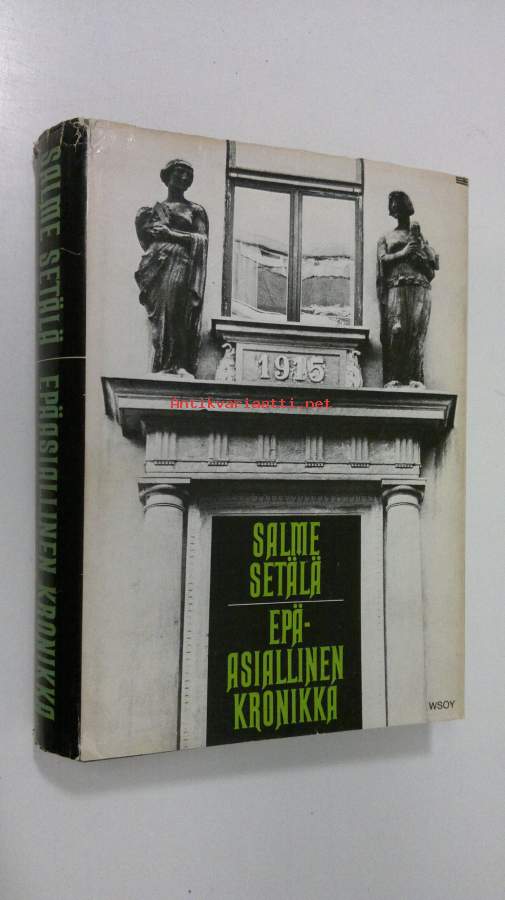 SALME SETÄLÄ EPÄASIALLINEN KRONIKKA
1915
Antikvariaatti.net
SALME
SETÄLÄ
EPÄ-
ASIALLINEN
KRONIKKA
WSOY